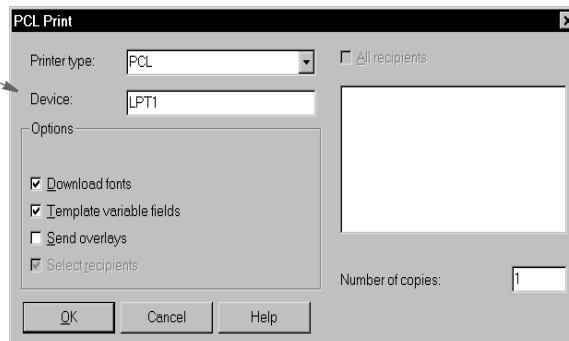 PCL Print
Printer type: PCL
Device: LPT1
Options
Download fonts
Template variable fields
Send overlays
Select recipients
All recipients
Number of copies: 1
OK Cancel Help